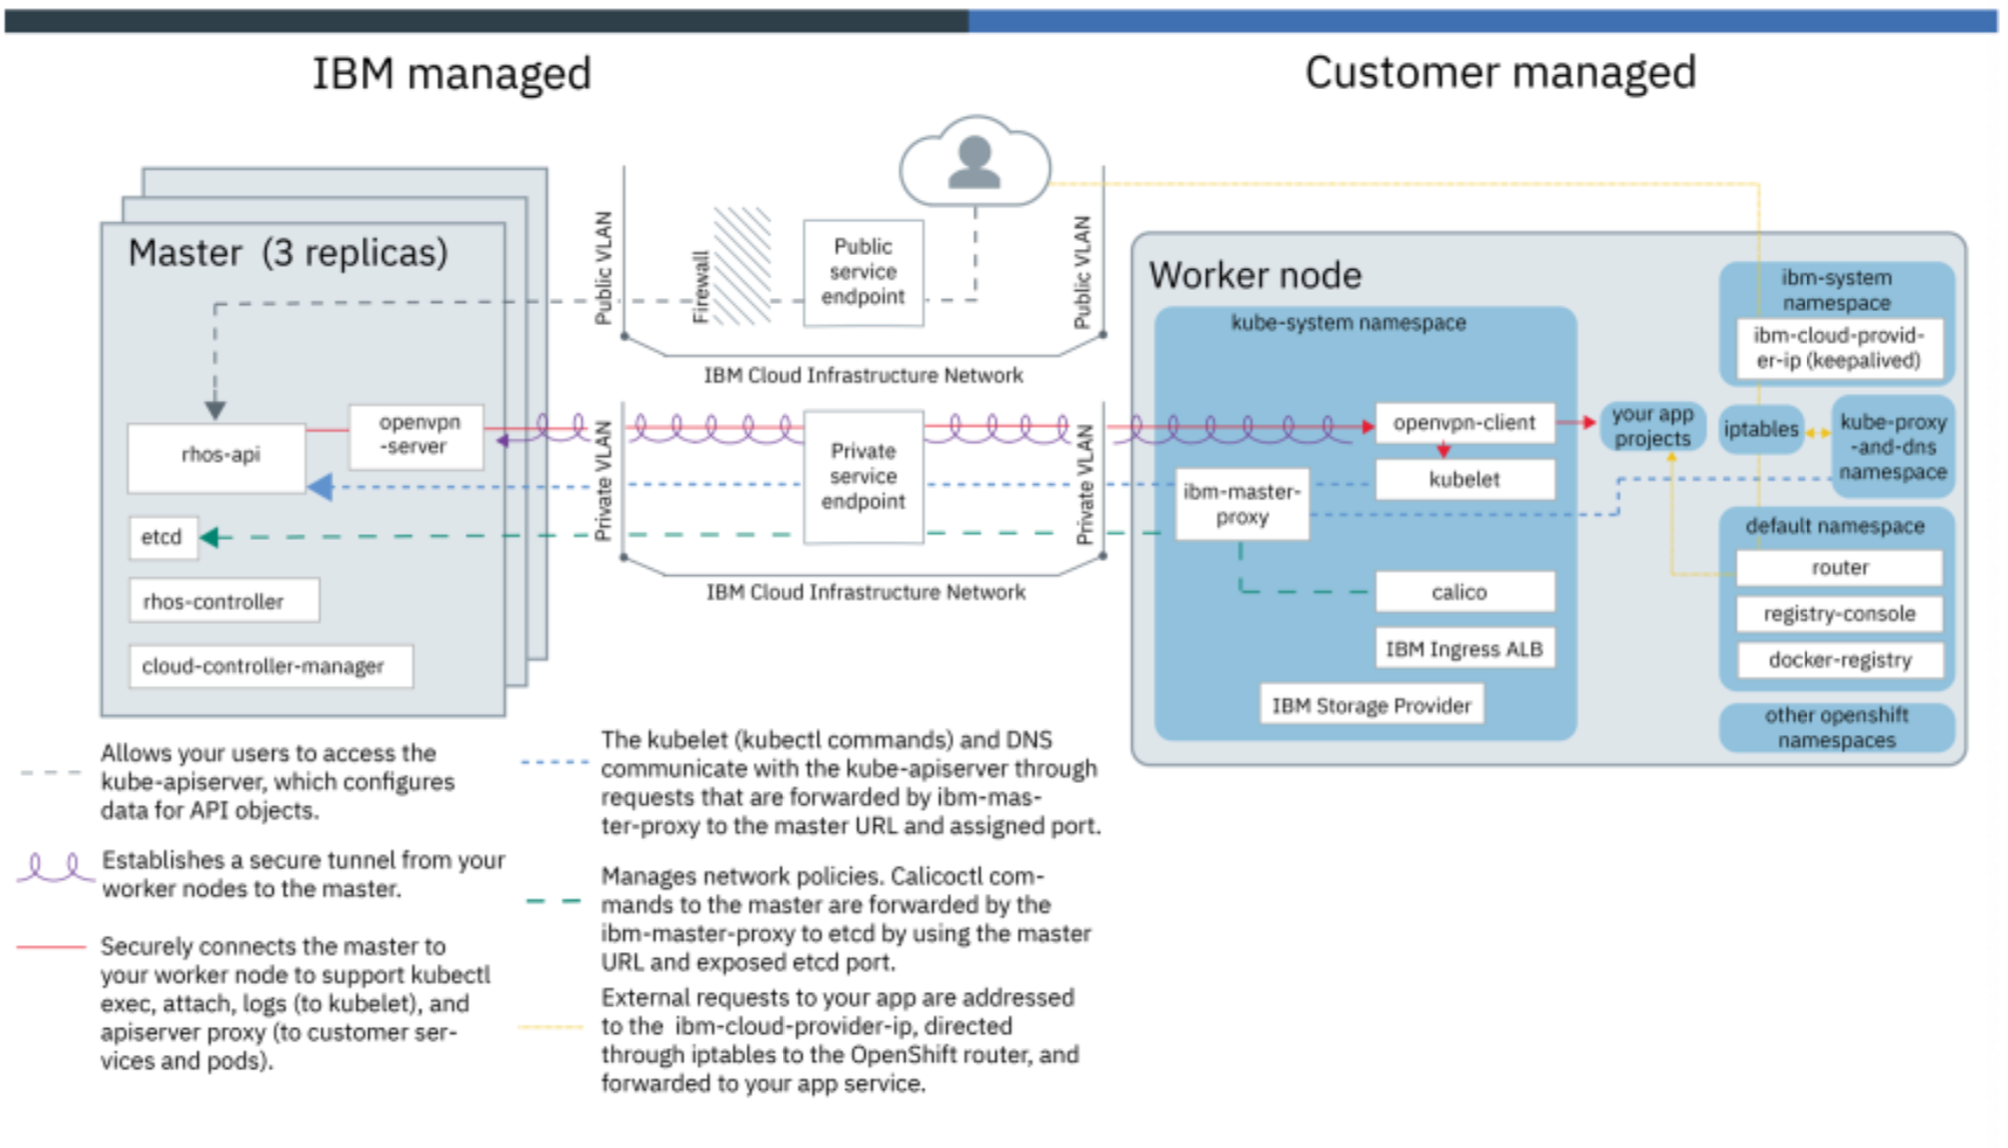 IBM managed
Customer managed
Master (3 replicas)
Public VLAN
Firewall
Public
service
endpoint
Public VLAN
IBM Cloud Infrastructure Network
rhos-api
openvpn
-server
etcd
rhos-controller
cloud-controller-manager
Private VLAN
Private
service
endpoint
Private VLAN
IBM Cloud Infrastructure Network
Worker node
kube-system namespace
openvpn-client
kubelet
ibm-master-
proxy
calico
IBM Ingress ALB
IBM Storage Provider
your app
projects
ibm-system
namespace
ibm-cloud-provid-
er-ip (keepalived)
iptables
kube-proxy
-and-dns
namespace
default namespace
router
registry-console
docker-registry
other openshift
namespaces
Allows your users to access the
kube-apiserver, which configures
data for API objects.
Establishes a secure tunnel from your
worker nodes to the master.
Securely connects the master to
your worker node to support kubectl
exec, attach, logs (to kubelet), and
apiserver proxy (to customer ser-
vices and pods).
The kubelet (kubectl commands) and DNS
communicate with the kube-apiserver through
requests that are forwarded by ibm-mas-
ter-proxy to the master URL and assigned port.
Manages network policies. Calicoctl com-
mands to the master are forwarded by the
ibm-master-proxy to etcd by using the master
URL and exposed etcd port.
External requests to your app are addressed
to the ibm-cloud-provider-ip, directed
through iptables to the OpenShift router, and
forwarded to your app service.